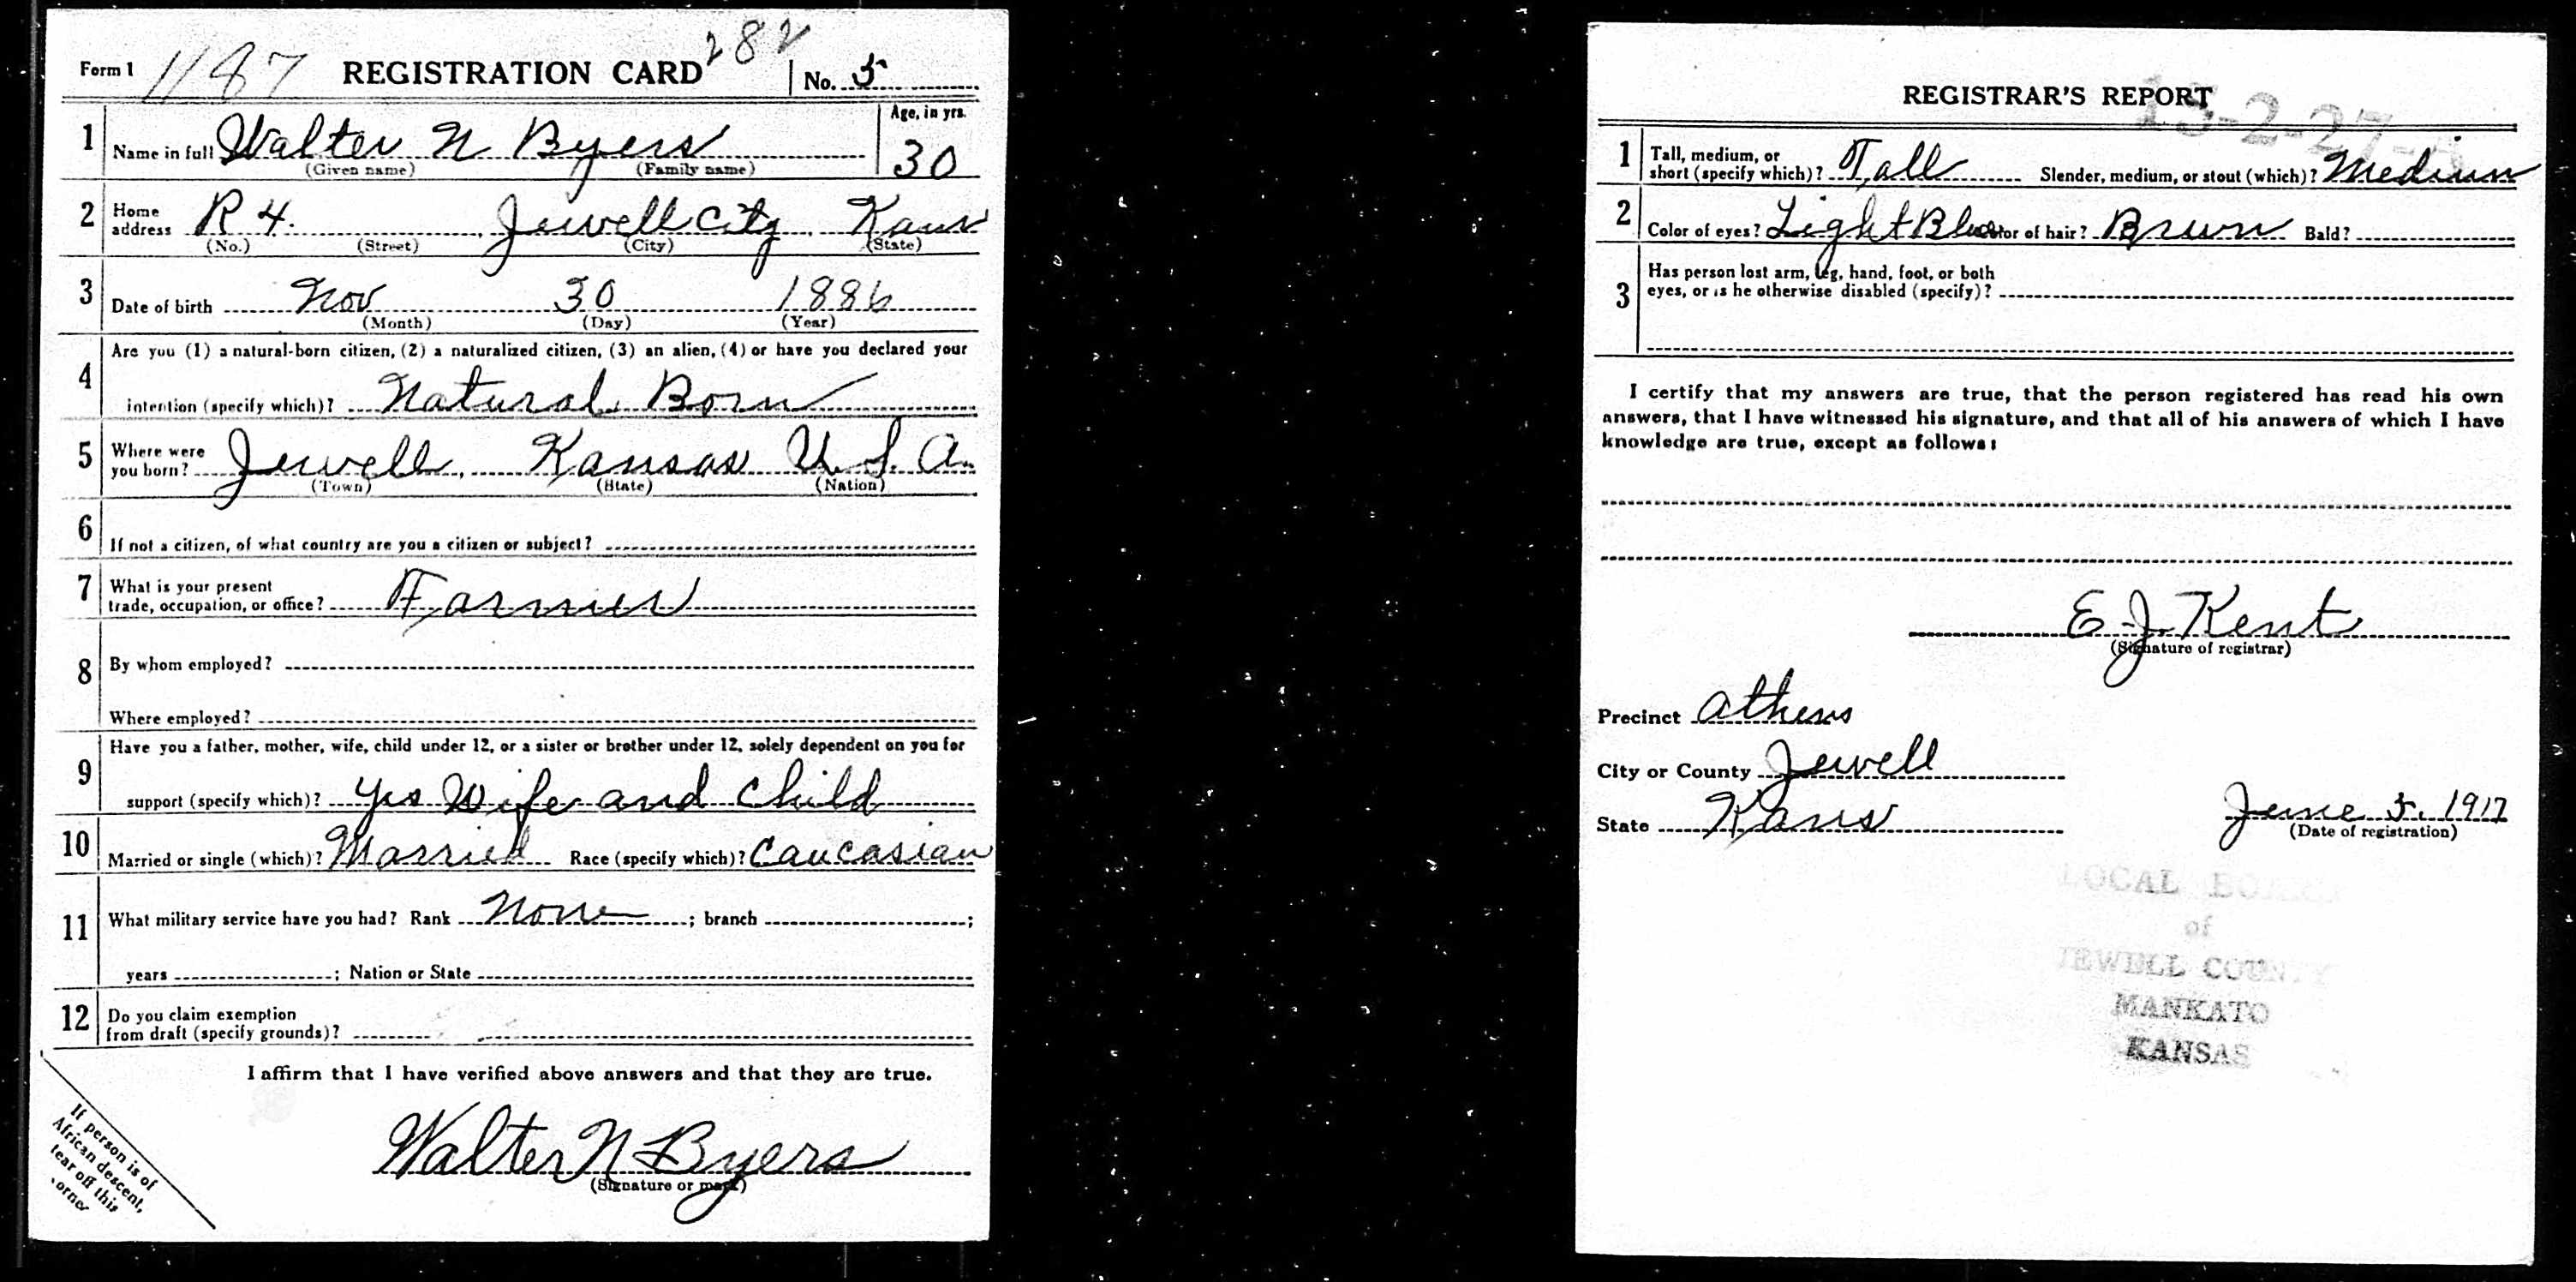 282
Form 1 1187 REGISTRATION CARD No. 5
1 Name in full Walter N Byers Age, in yrs. 30
(Given name) (Family name)
2 Home address R 4. Jewell City, Kans
(No.) (Street) (City) (State)
3 Date of birth Nov 30 1886
(Month) (Day) (Year)
4 Are you (1) a natural-born citizen, (2) a naturalized citizen, (3) an alien, (4) or have you declared your
intention (specify which)? Natural Born
5 Where were you born? Jewell, Kansas U.S.A.
(Town) (State) (Nation)
6 If not a citizen, of what country are you a citizen or subject?
7 What is your present
trade, occupation, or office? Farmer
8 By whom employed?
Where employed?
9 Have you a father, mother, wife, child under 12, or a sister or brother under 12, solely dependent on you for
support (specify which)? yes Wife and child
10 Married or single (which)? Married Race (specify which)? Caucasian
11 What military service have you had? Rank None ; branch ;
years ; Nation or State
12 Do you claim exemption
from draft (specify grounds)?
I affirm that I have verified above answers and that they are true.
Walter N Byers
(Signature or mark)
If person is of
African descent,
tear off this
corner
REGISTRAR'S REPORT
15-2-27-A
1 Tall, medium, or
short (specify which)? Tall Slender, medium, or stout (which)? Medium
2 Color of eyes? Light Blue Color of hair? Brown Bald?
3 Has person lost arm, leg, hand, foot, or both
eyes, or is he otherwise disabled (specify)?
I certify that my answers are true, that the person registered has read his own
answers, that I have witnessed his signature, and that all of his answers of which I have
knowledge are true, except as follows:
E J Kent
(Signature of registrar)
Precinct Athens
City or County Jewell
State Kans June 5. 1917
(Date of registration)
LOCAL BOARD
of
JEWELL COUNTY
MANKATO
KANSAS